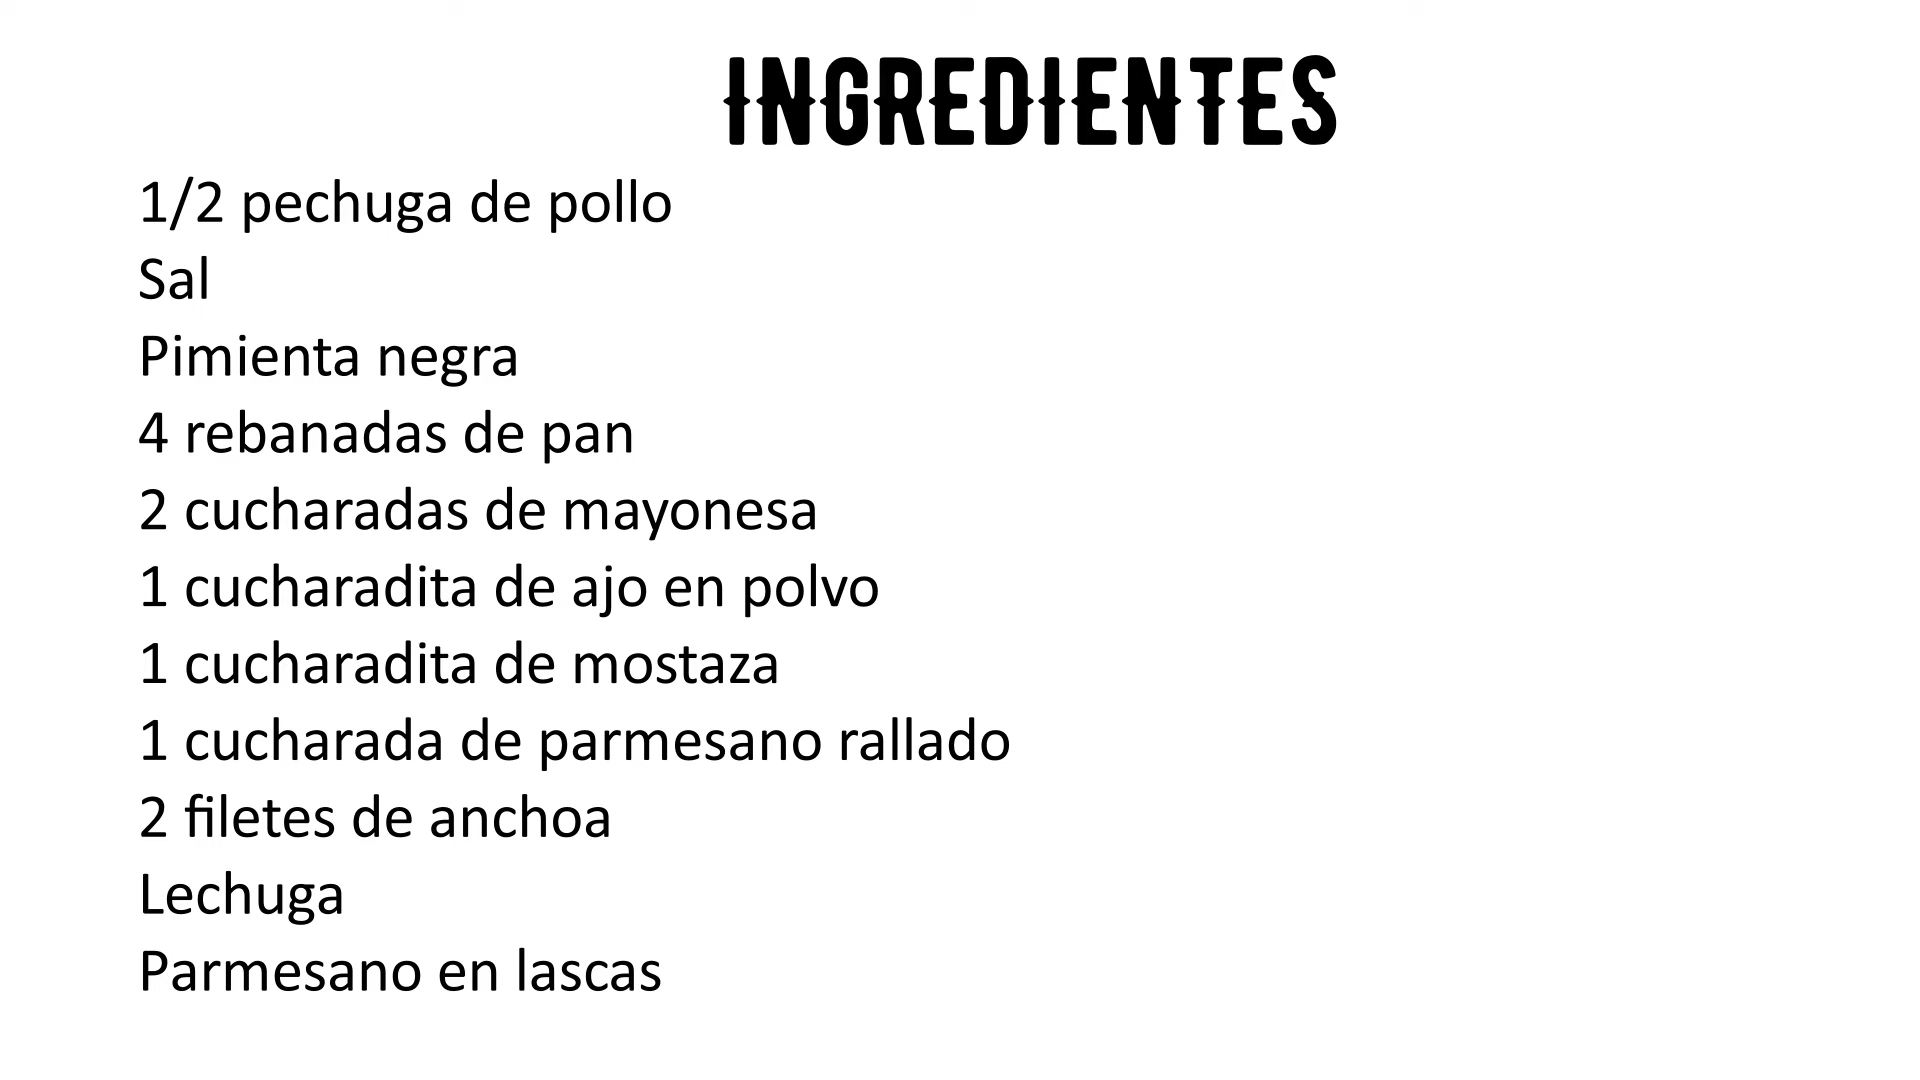 INGREDIENTES
1/2 pechuga de pollo
Sal
Pimienta negra
4 rebanadas de pan
2 cucharadas de mayonesa
1 cucharadita de ajo en polvo
1 cucharadita de mostaza
1 cucharada de parmesano rallado
2 filetes de anchoa
Lechuga
Parmesano en lascas